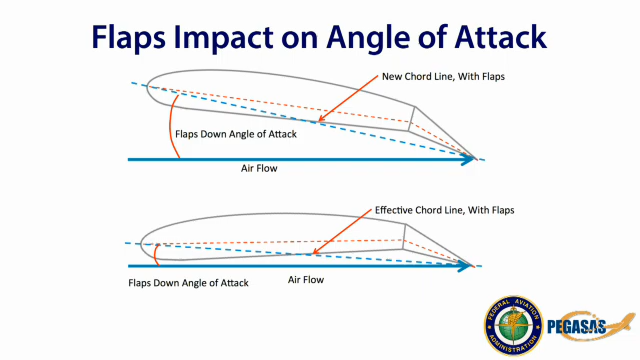 Flaps Impact on Angle of Attack
New Chord Line, With Flaps
Flaps Down Angle of Attack
Air Flow
Effective Chord Line, With Flaps
Flaps Down Angle of Attack
Air Flow
FEDERAL AVIATION
ADMINISTRATION
PEGASAS